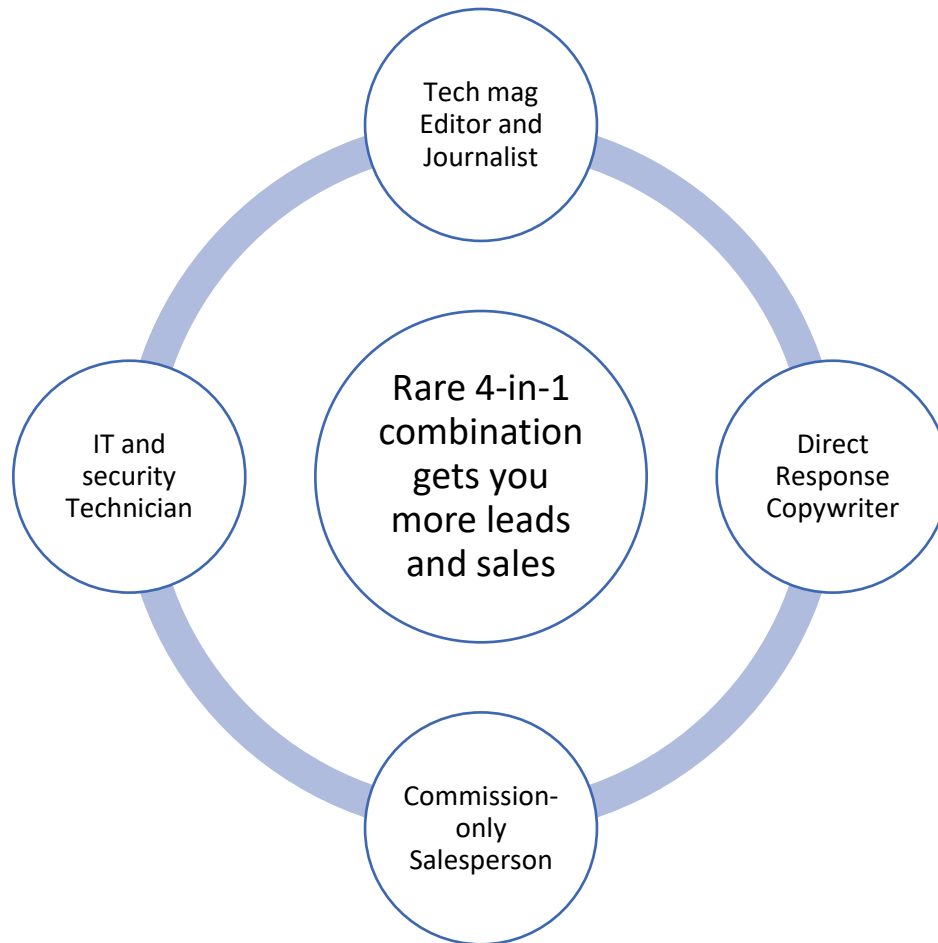 Tech mag
Editor and
Journalist
Rare 4-in-1
combination
gets you
more leads
and sales
IT and
security
Technician
Direct
Response
Copywriter
Commission-
only
Salesperson